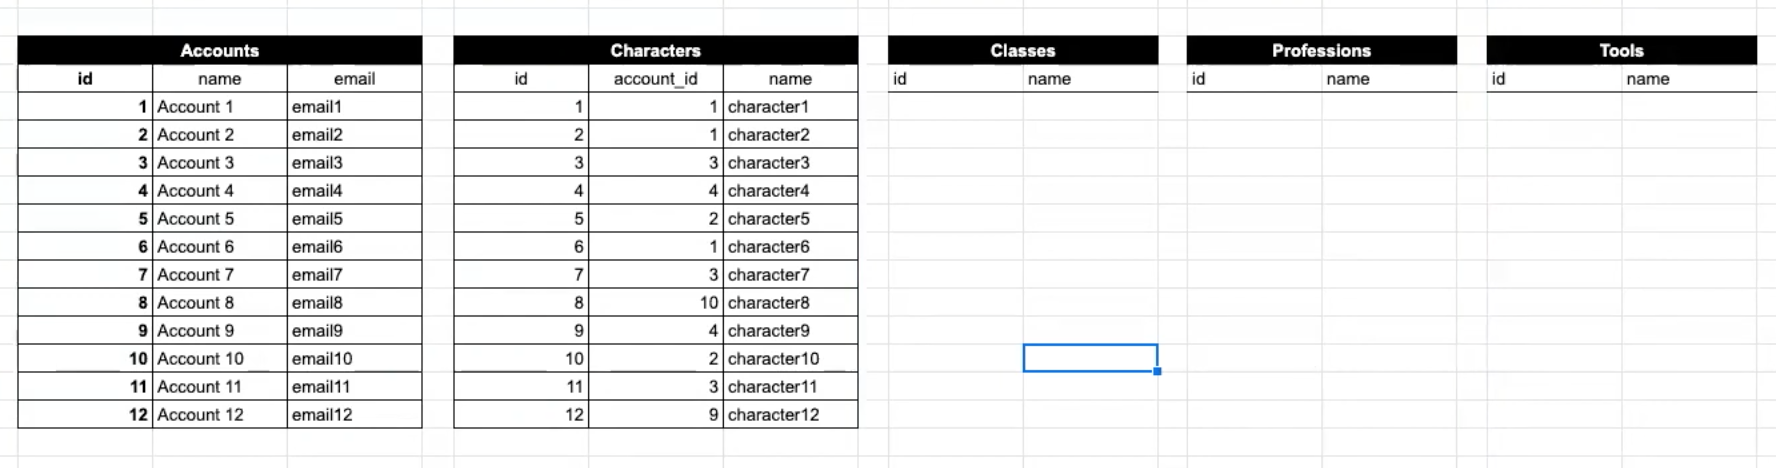 Accounts Characters Classes Professions Tools
id name email id account_id name id name id name id name
1 Account 1 email1 1 1 character1
2 Account 2 email2 2 1 character2
3 Account 3 email3 3 3 character3
4 Account 4 email4 4 4 character4
5 Account 5 email5 5 2 character5
6 Account 6 email6 6 1 character6
7 Account 7 email7 7 3 character7
8 Account 8 email8 8 10 character8
9 Account 9 email9 9 4 character9
10 Account 10 email10 10 2 character10
11 Account 11 email11 11 3 character11
12 Account 12 email12 12 9 character12